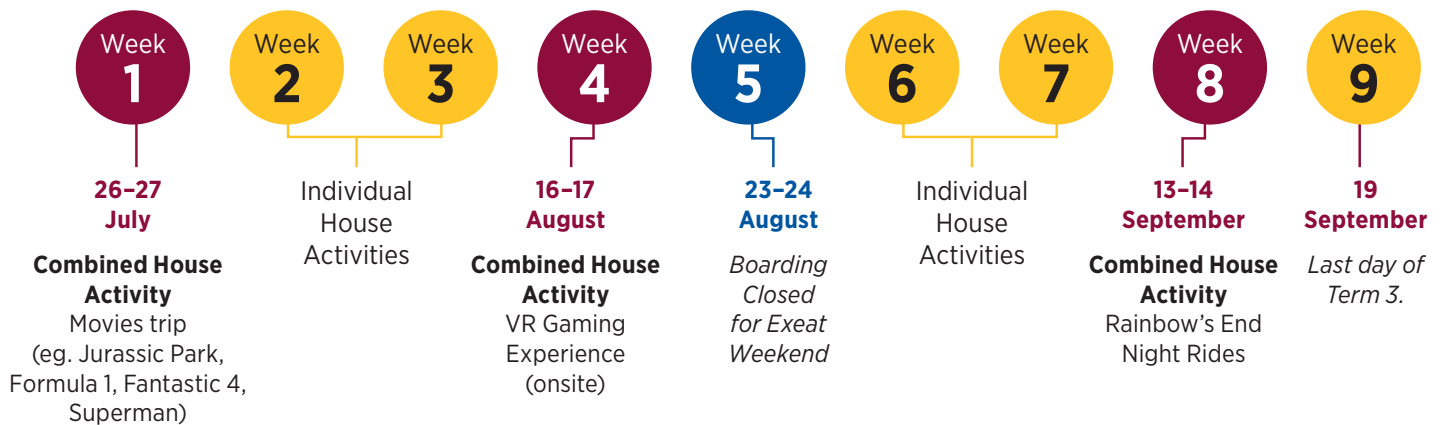 Week
1
Week
2
Week
3
Week
4
Week
5
Week
6
Week
7
Week
8
Week
9
26–27
July
Combined House
Activity
Movies trip
(eg. Jurassic Park,
Formula 1, Fantastic 4,
Superman)
Individual
House
Activities
16–17
August
Combined House
Activity
VR Gaming
Experience
(onsite)
23–24
August
Boarding
Closed
for Exeat
Weekend
Individual
House
Activities
13–14
September
Combined House
Activity
Rainbow’s End
Night Rides
19
September
Last day of
Term 3.